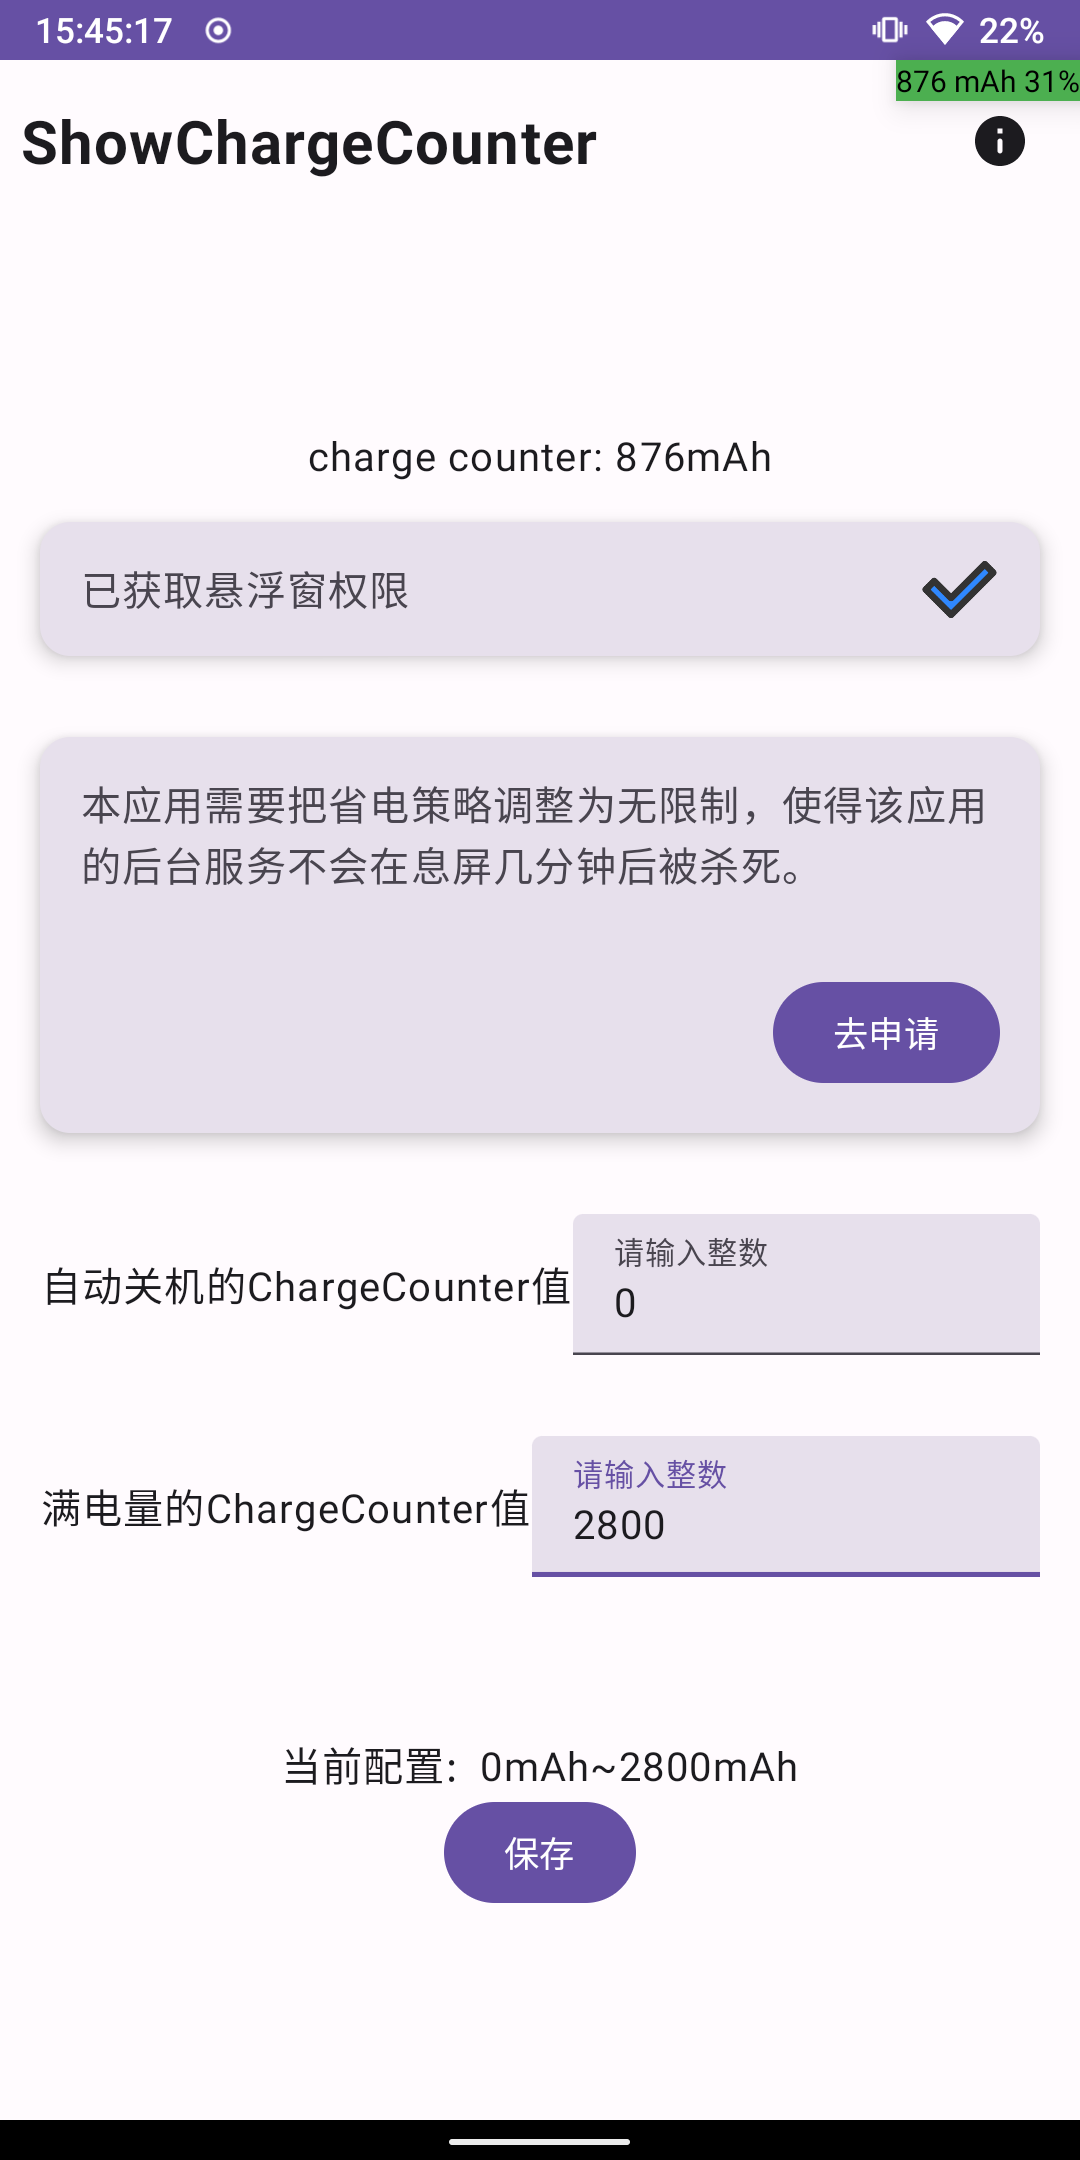 15:45:17 22%
876 mAh 31%
ShowChargeCounter
charge counter: 876mAh
已获取悬浮窗权限
本应用需要把省电策略调整为无限制，使得该应用
的后台服务不会在息屏几分钟后被杀死。
去申请
请输入整数
自动关机的ChargeCounter值
0
请输入整数
满电量的ChargeCounter值
2800
当前配置：0mAh~2800mAh
保存